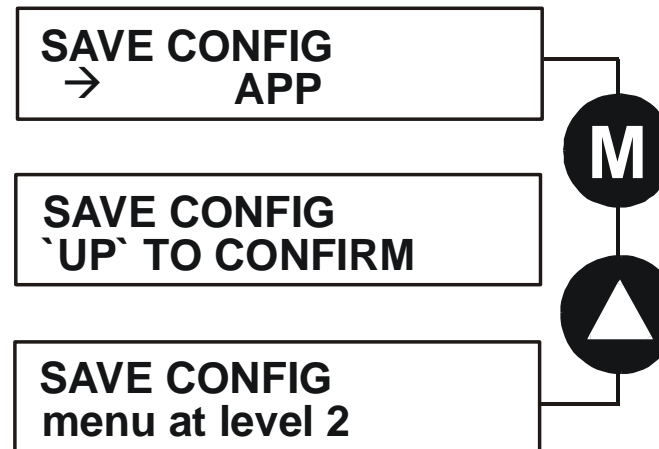 SAVE CONFIG
→ APP
M
SAVE CONFIG
`UP` TO CONFIRM
SAVE CONFIG
menu at level 2